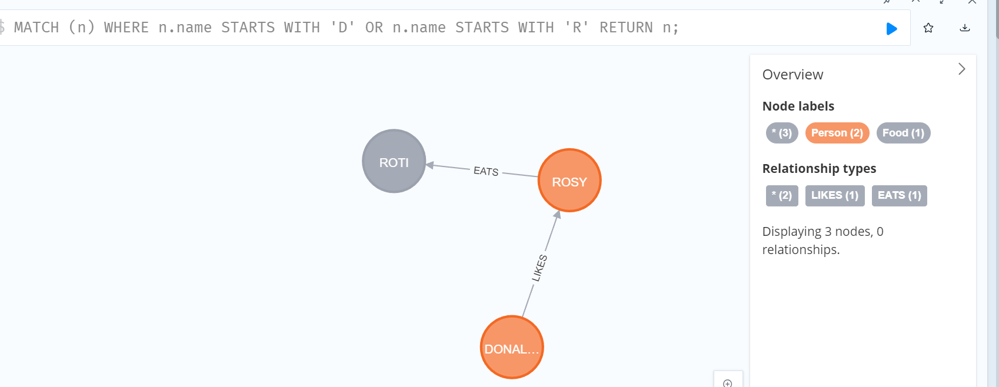 $ MATCH (n) WHERE n.name STARTS WITH 'D' OR n.name STARTS WITH 'R' RETURN n;
Overview
Node labels
* (3) Person (2) Food (1)
Relationship types
* (2) LIKES (1) EATS (1)
Displaying 3 nodes, 0
relationships.
ROTI
EATS
ROSY
LIKES
DONAL...